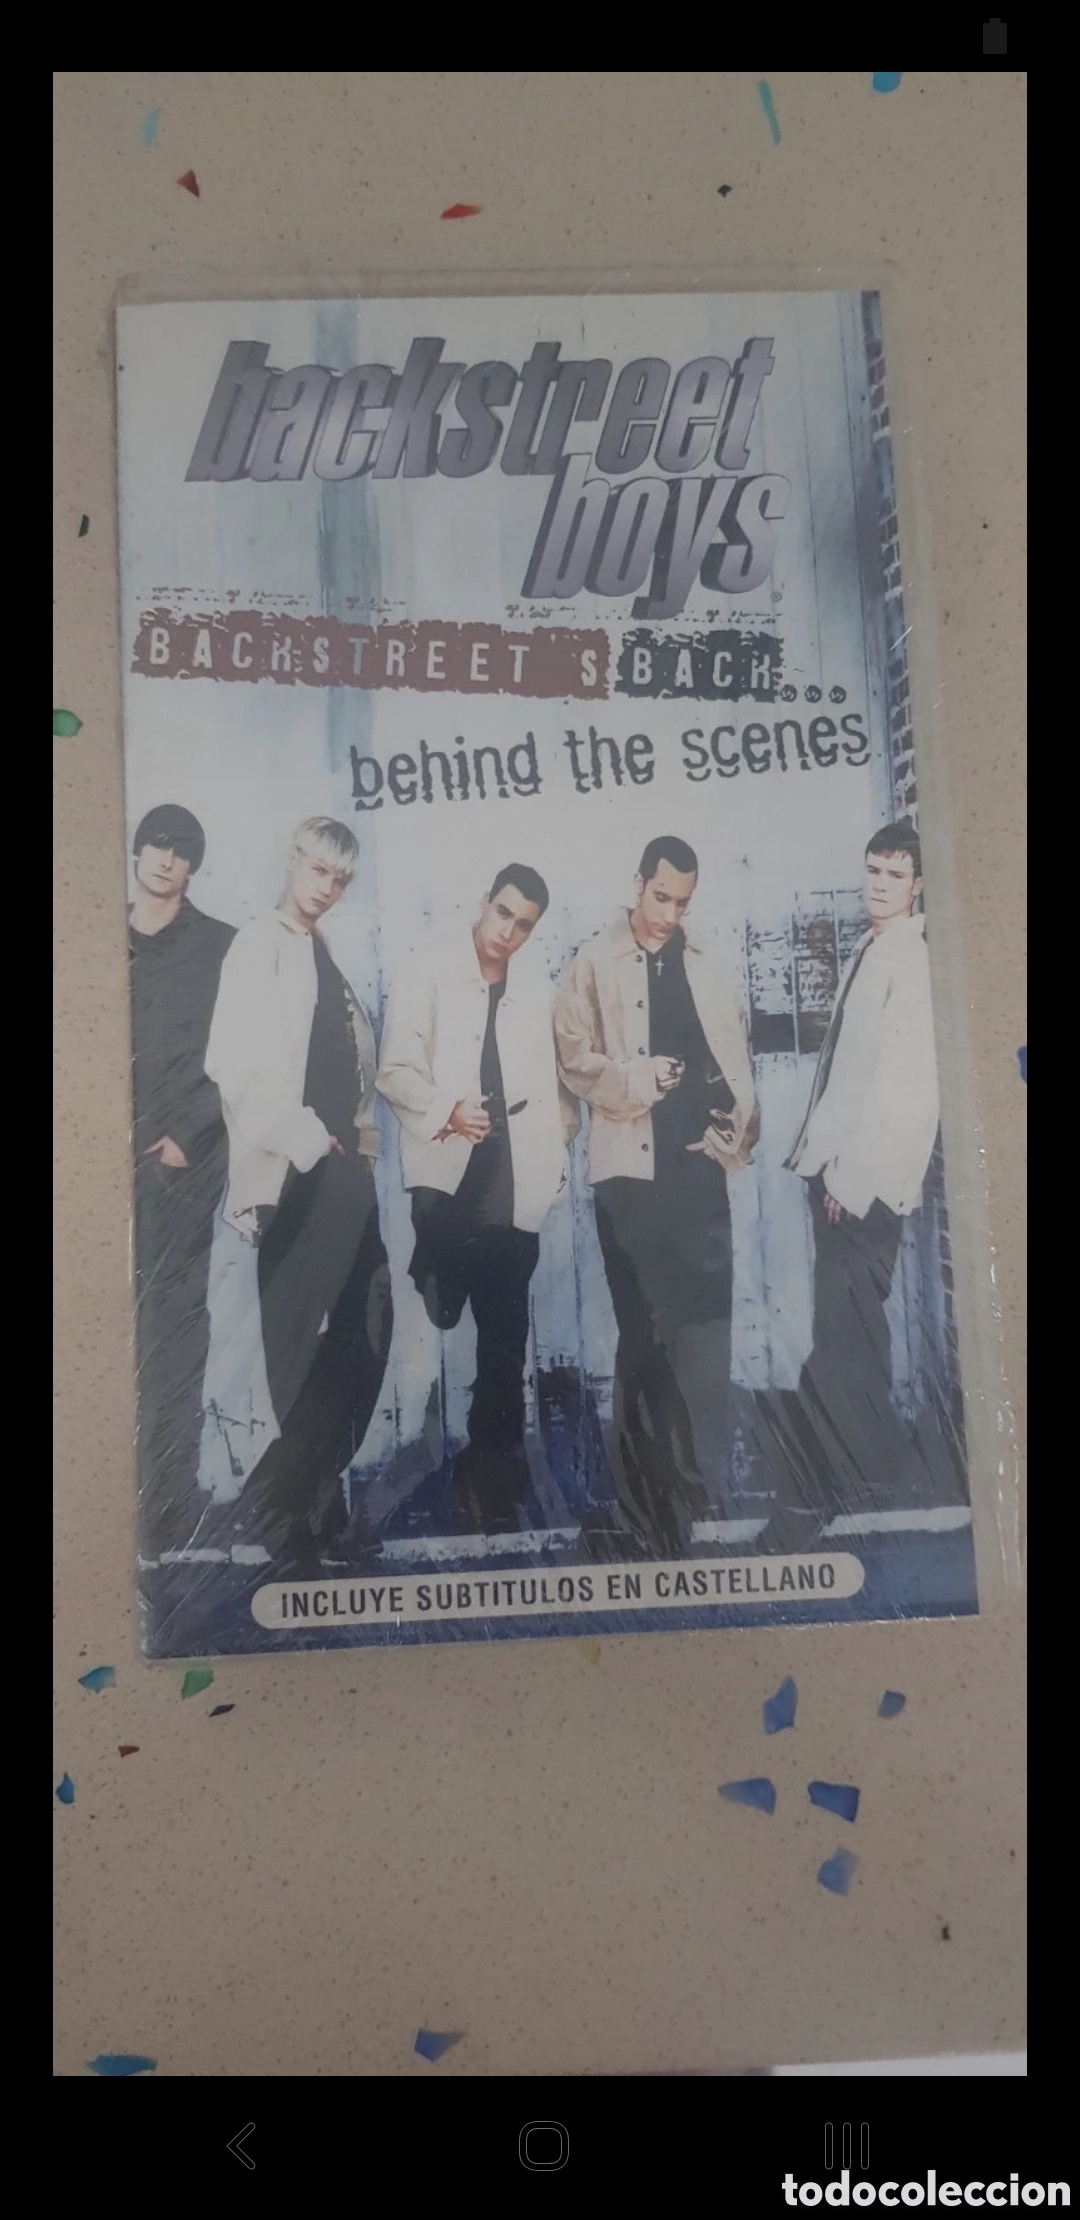 backstreet
boys®
BACKSTREET'S BACK...
behind the scenes
INCLUYE SUBTITULOS EN CASTELLANO
todocoleccion